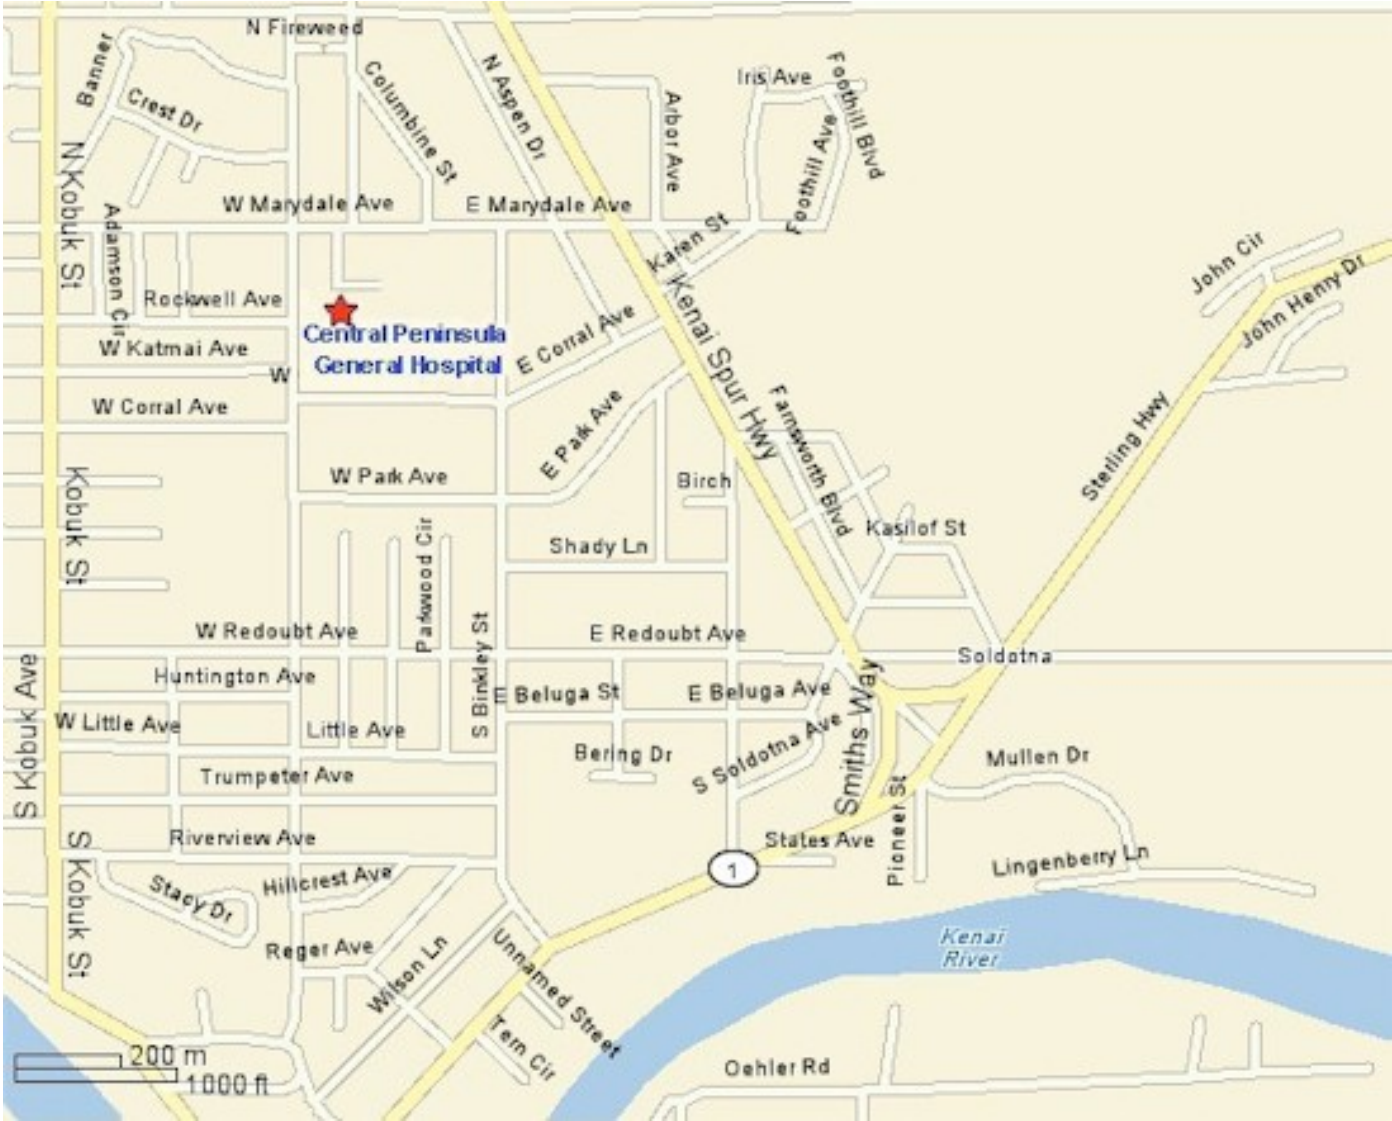 N Fireweed
Banner
Crest Dr
Columbine St
N Aspen Dr
Arbor Ave
Iris Ave
Foothill Blvd
Foothill Ave
N Kobuk St
Adamson Cir
W Marydale Ave
E Marydale Ave
Karen St
John Cir
John Henry Dr
Rockwell Ave
Central Peninsula
General Hospital
E Corral Ave
Kenai Spur Hwy
W Katmai Ave
W
W Corral Ave
E Park Ave
Farnsworth Blvd
Sterling Hwy
Kobuk St
W Park Ave
Birch
Parkwood Cir
Shady Ln
Kasilof St
W Redoubt Ave
S Binkley St
E Redoubt Ave
Soldotna
S Kobuk Ave
Huntington Ave
E Beluga St
E Beluga Ave
Smiths Way
W Little Ave
Little Ave
Bering Dr
S Soldotna Ave
Mullen Dr
Trumpeter Ave
Pioneer St
S Kobuk St
Riverview Ave
States Ave
1
Lingenberry Ln
Stacy Dr
Hillcrest Ave
Reger Ave
Wilson Ln
Unnamed Street
Kenai
River
Tern Cir
200 m
1000 ft
Oehler Rd